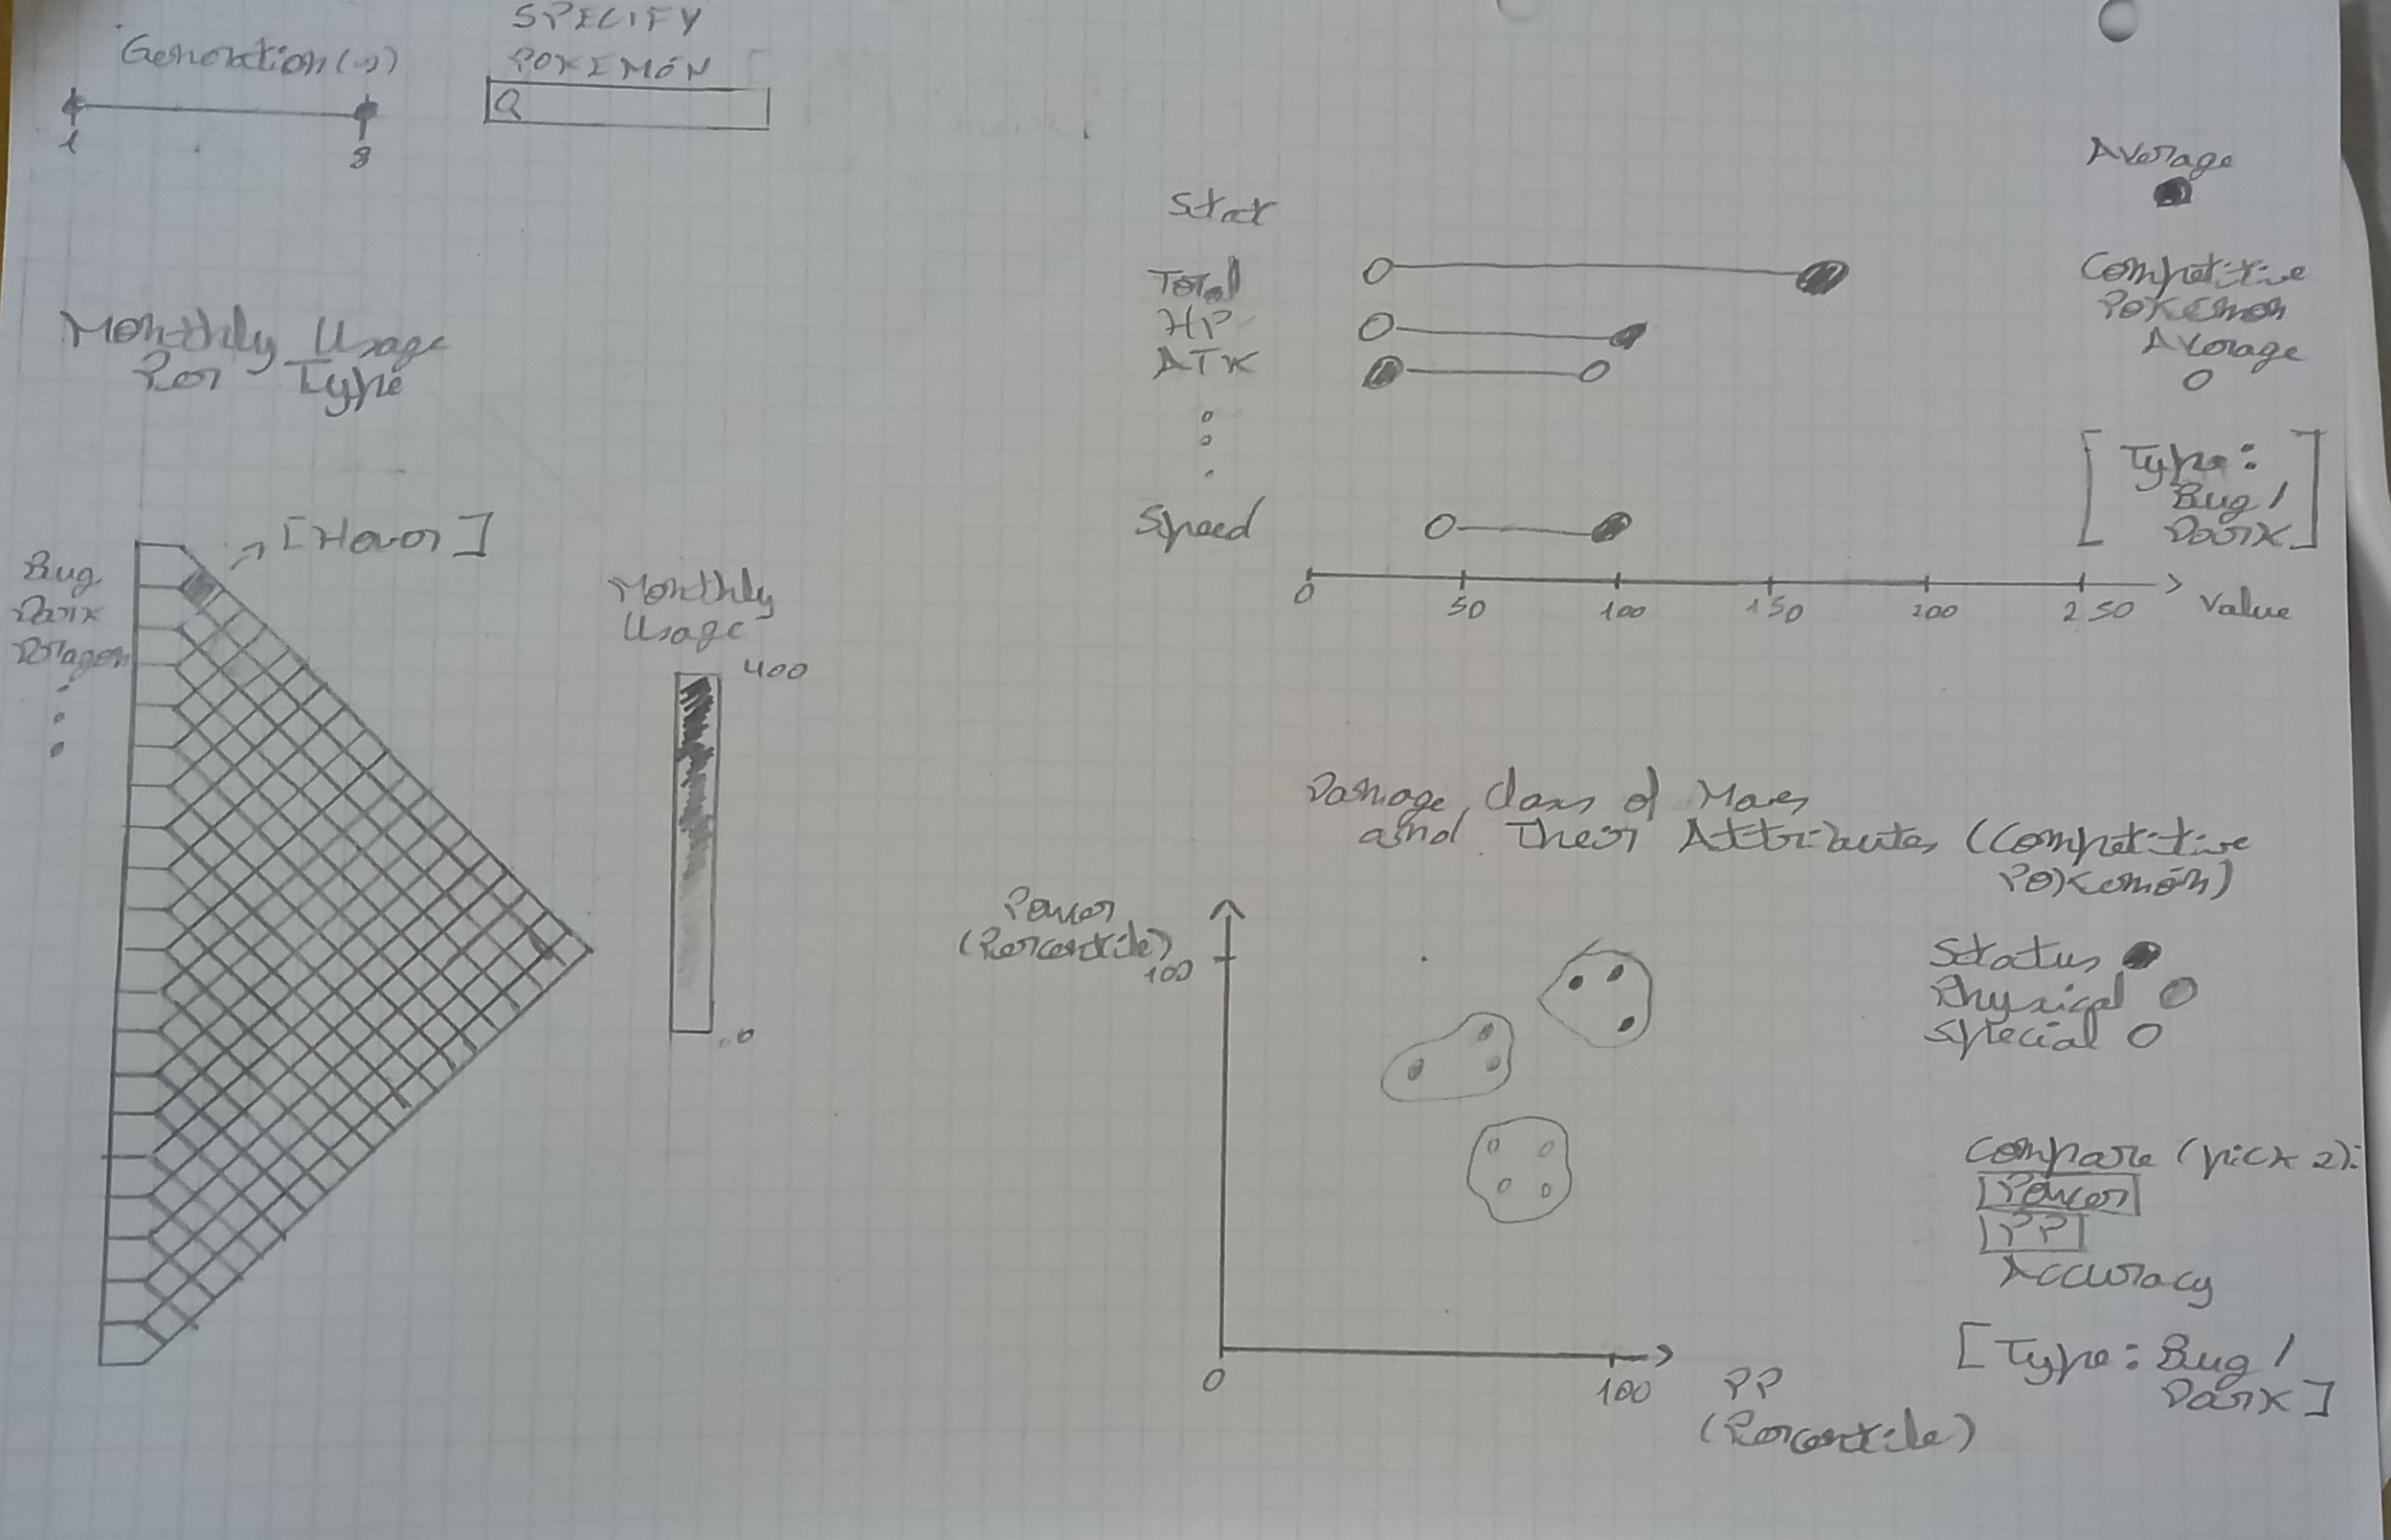 Generation(s)
1
8
SPECIFY
POKEMÓN
Monthly Usage
Per Type
[Hover]
Bug
Dark
Dragon
Monthly
Usage
400
0
Stat
Total
HP
ATK
Speed
0 50 100 150 200 250 Value
Average
Competitive
Pokemon
Average
[Type:
Bug/
Dark]
Damage Class of Moves
and Their Attributes (Competitive
Pokemón)
Power
(Percentile)
100
0
100
PP
(Percentile)
Status
Physical
Special
Compare (pick 2):
[Power]
[PP]
Accuracy
[Type: Bug/
Dark]